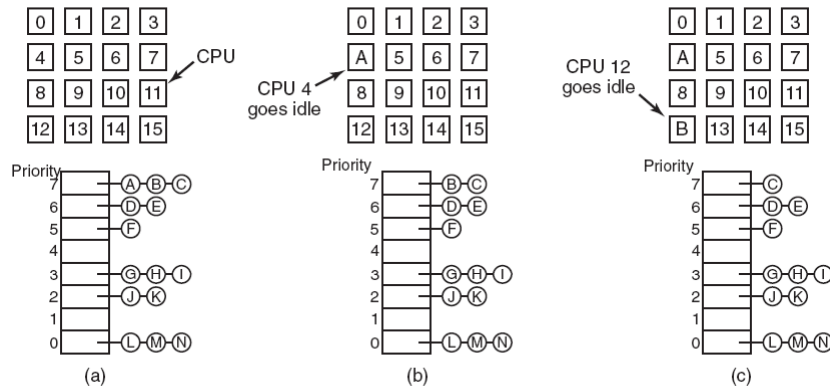 0 1 2 3
4 5 6 7
8 9 10 11
12 13 14 15
CPU
Priority
7 A B C
6 D E
5 F
4
3 G H I
2 J K
1
0 L M N
(a)
0 1 2 3
A 5 6 7
8 9 10 11
12 13 14 15
CPU 4
goes idle
Priority
7 B C
6 D E
5 F
4
3 G H I
2 J K
1
0 L M N
(b)
0 1 2 3
A 5 6 7
8 9 10 11
B 13 14 15
CPU 12
goes idle
Priority
7 C
6 D E
5 F
4
3 G H I
2 J K
1
0 L M N
(c)